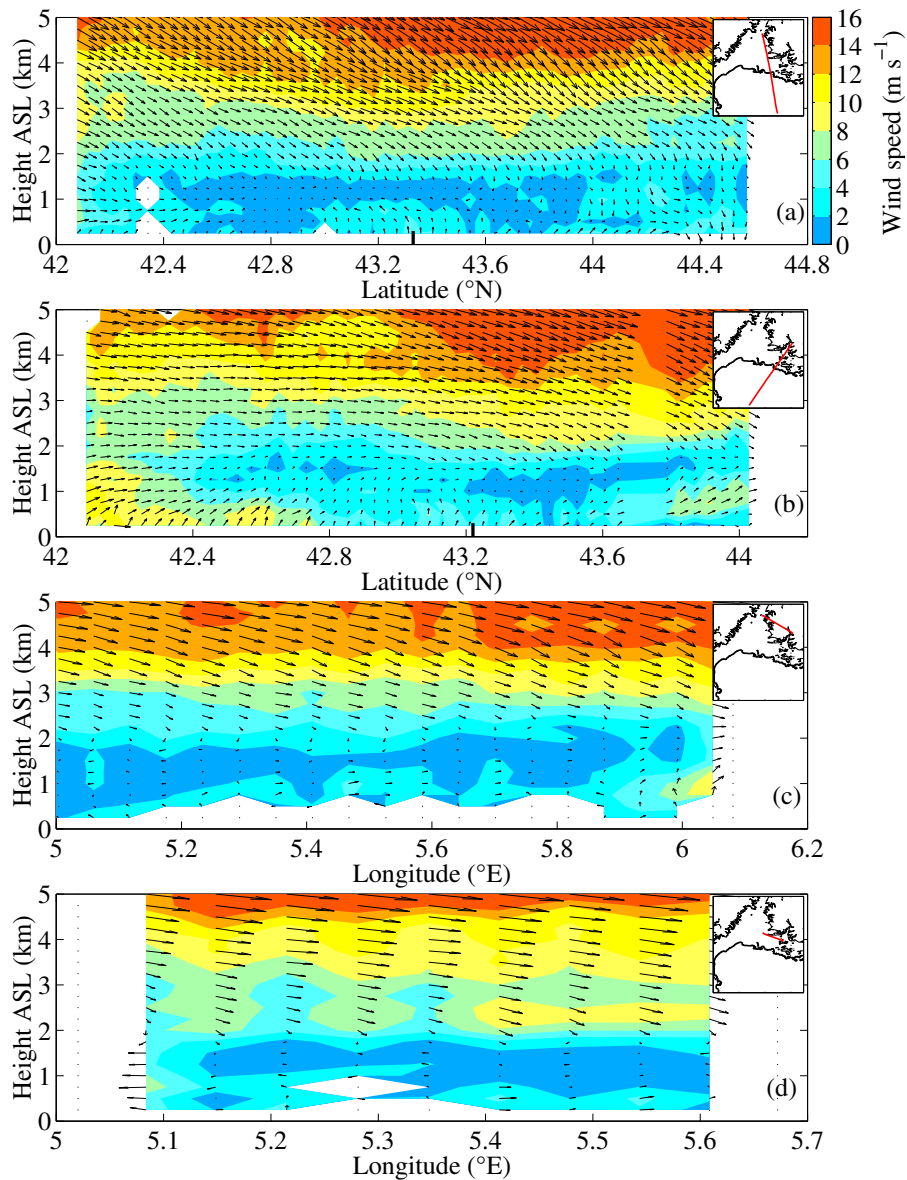 5
4
3
2
1
0
Height ASL (km)
(a)
16
14
12
10
8
6
4
2
0
Wind speed (m s⁻¹)
42 42.4 42.8 43.2 43.6 44 44.4 44.8
Latitude (°N)
5
4
3
2
1
0
Height ASL (km)
(b)
42 42.4 42.8 43.2 43.6 44
Latitude (°N)
5
4
3
2
1
0
Height ASL (km)
(c)
5 5.2 5.4 5.6 5.8 6 6.2
Longitude (°E)
5
4
3
2
1
0
Height ASL (km)
(d)
5 5.1 5.2 5.3 5.4 5.5 5.6 5.7
Longitude (°E)